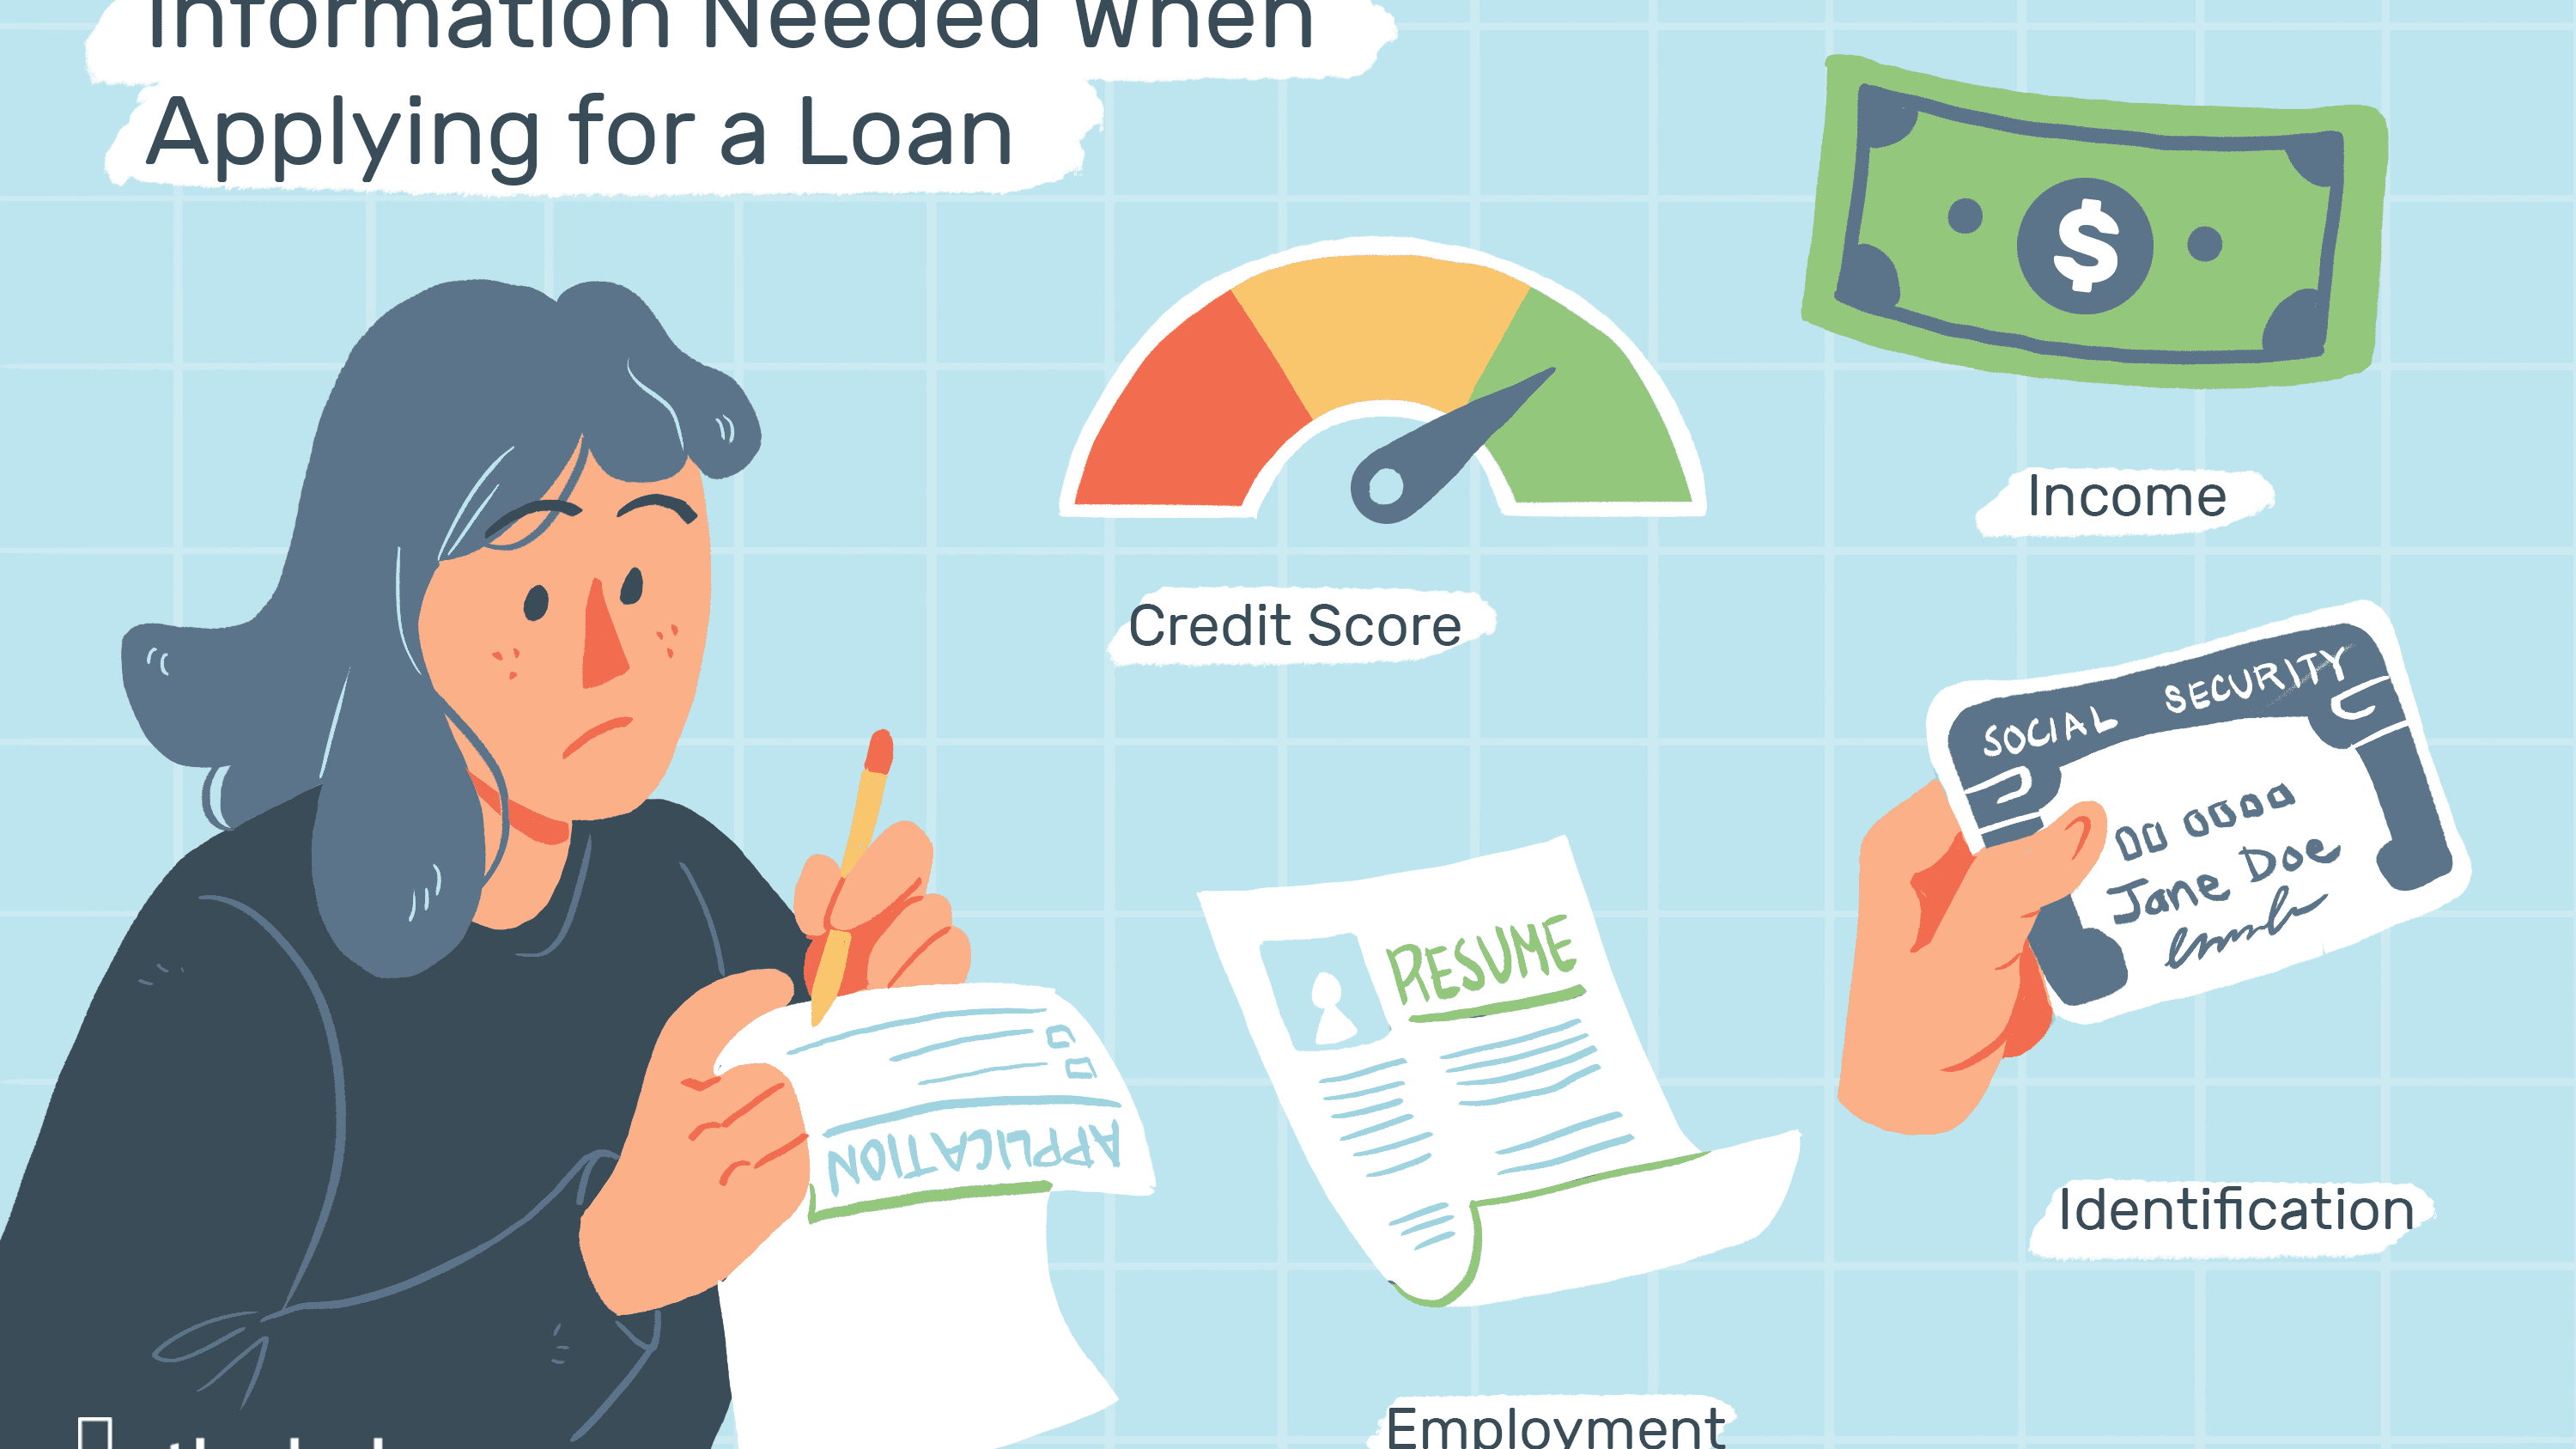 Information Needed When
Applying for a Loan
Income
Credit Score
SOCIAL SECURITY
Jane Doe
RESUME
APPLICATION
Identification
Employment